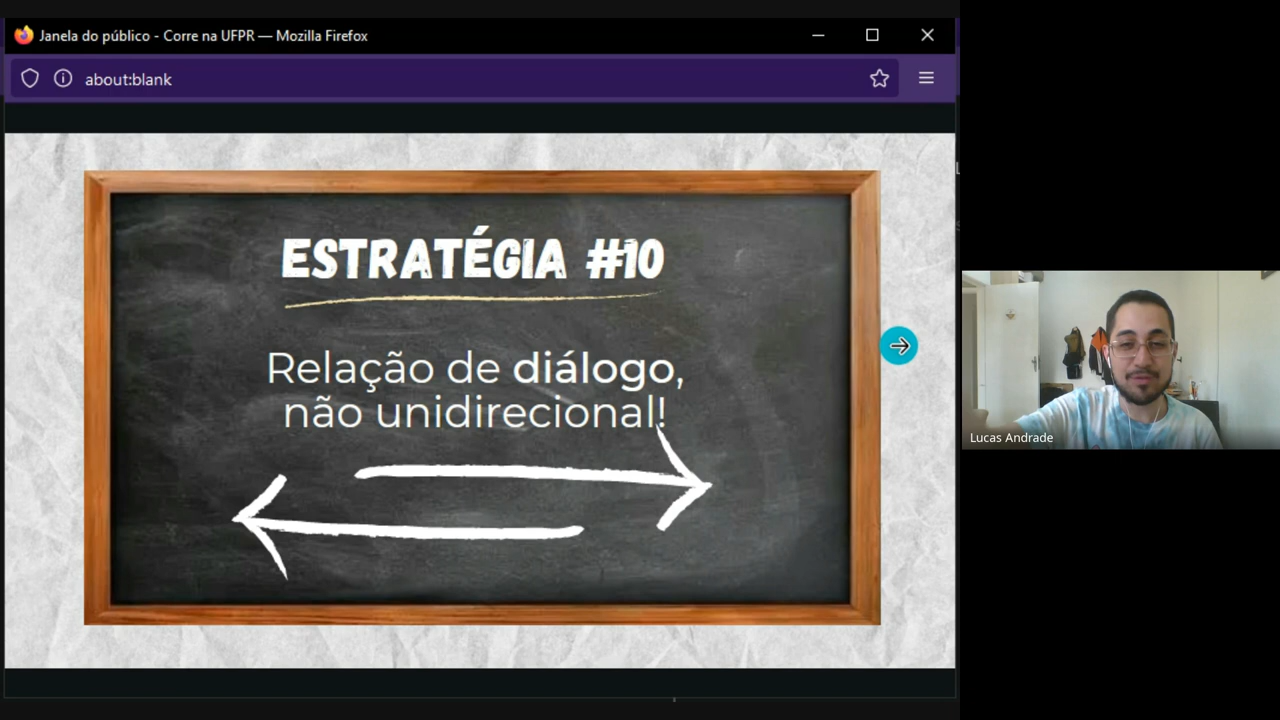 Janela do público - Corre na UFPR — Mozilla Firefox
about:blank
ESTRATÉGIA #10
Relação de diálogo,
não unidirecional!
Lucas Andrade